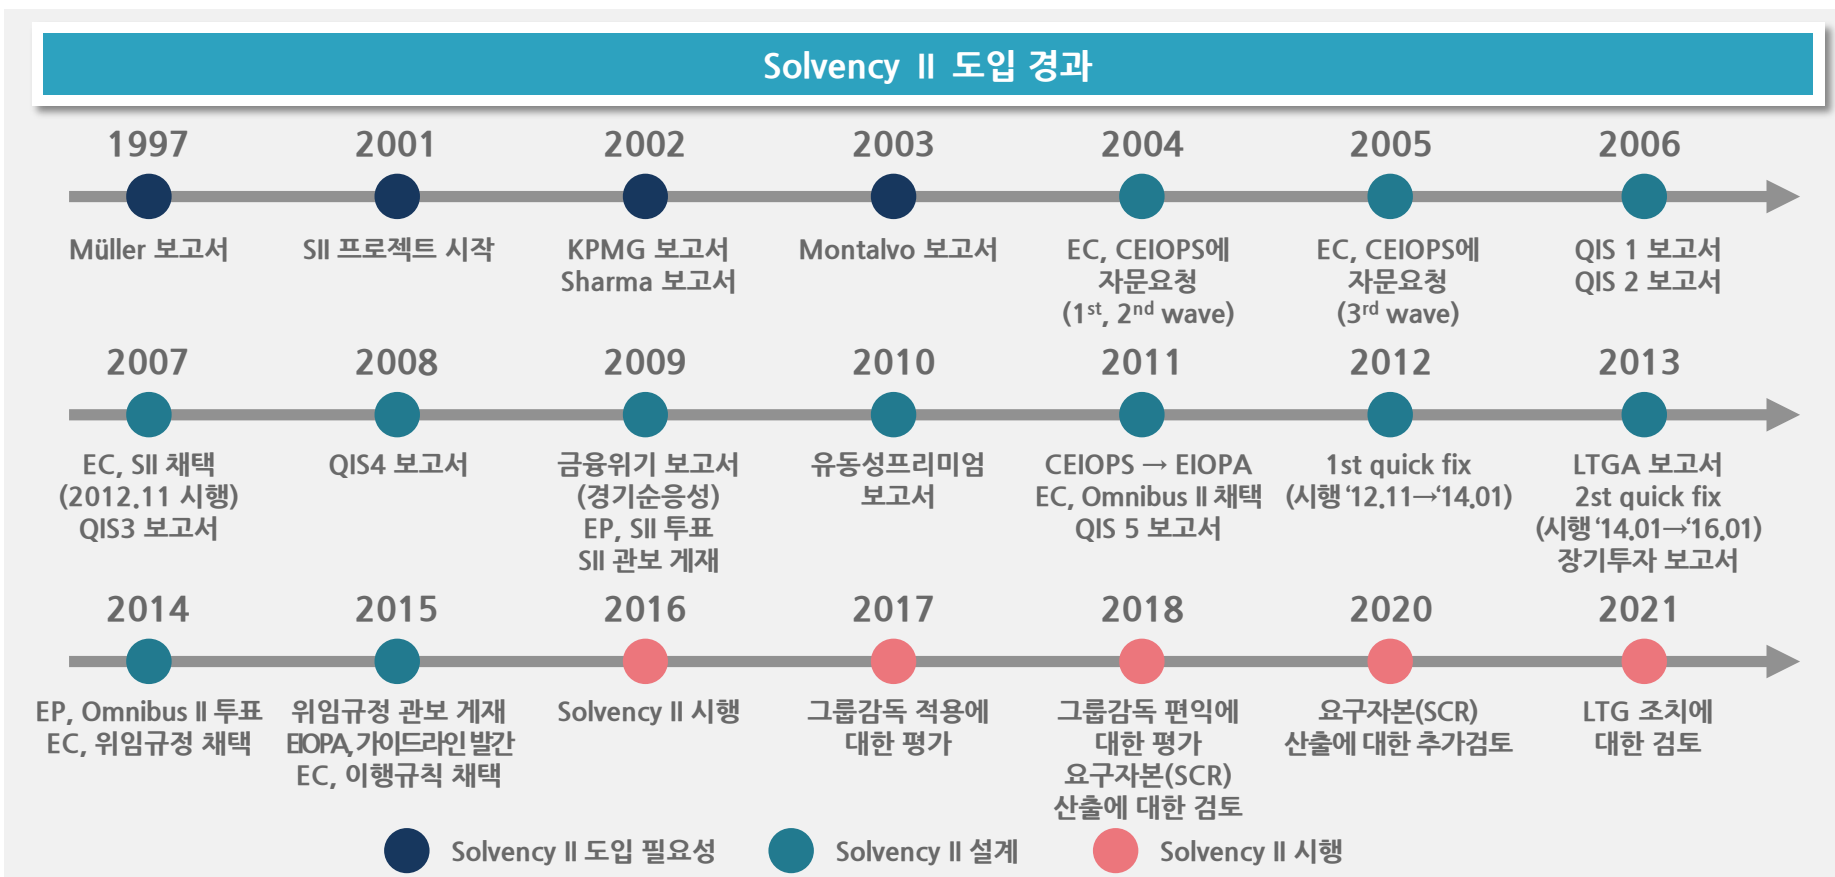 Solvency Ⅱ 도입 경과
1997
2001
2002
2003
2004
2005
2006
Müller 보고서
SII 프로젝트 시작
KPMG 보고서
Sharma 보고서
Montalvo 보고서
EC, CEIOPS에
자문요청
(1st, 2nd wave)
EC, CEIOPS에
자문요청
(3rd wave)
QIS 1 보고서
QIS 2 보고서
2007
2008
2009
2010
2011
2012
2013
EC, SII 채택
(2012.11 시행)
QIS3 보고서
QIS4 보고서
금융위기 보고서
(경기순응성)
EP, SII 투표
SII 관보 게재
유동성프리미엄
보고서
CEIOPS → EIOPA
EC, Omnibus II 채택
QIS 5 보고서
1st quick fix
(시행 ‘12.11→‘14.01)
LTGA 보고서
2st quick fix
(시행 ‘14.01→‘16.01)
장기투자 보고서
2014
2015
2016
2017
2018
2020
2021
EP, Omnibus II 투표
EC, 위임규정 채택
위임규정 관보 게재
EIOPA, 가이드라인 발간
EC, 이행규칙 채택
Solvency II 시행
그룹감독 적용에
대한 평가
그룹감독 편익에
대한 평가
요구자본(SCR)
산출에 대한 검토
요구자본(SCR)
산출에 대한 추가검토
LTG 조치에
대한 검토
Solvency II 도입 필요성
Solvency II 설계
Solvency II 시행